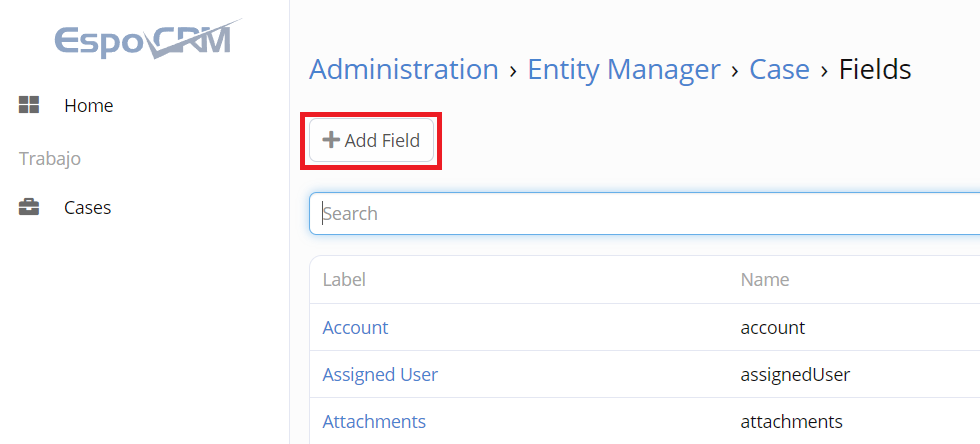 EspoCRM
Home
Trabajo
Cases
Administration › Entity Manager › Case › Fields
Add Field
Search
Label Name
Account account
Assigned User assignedUser
Attachments attachments